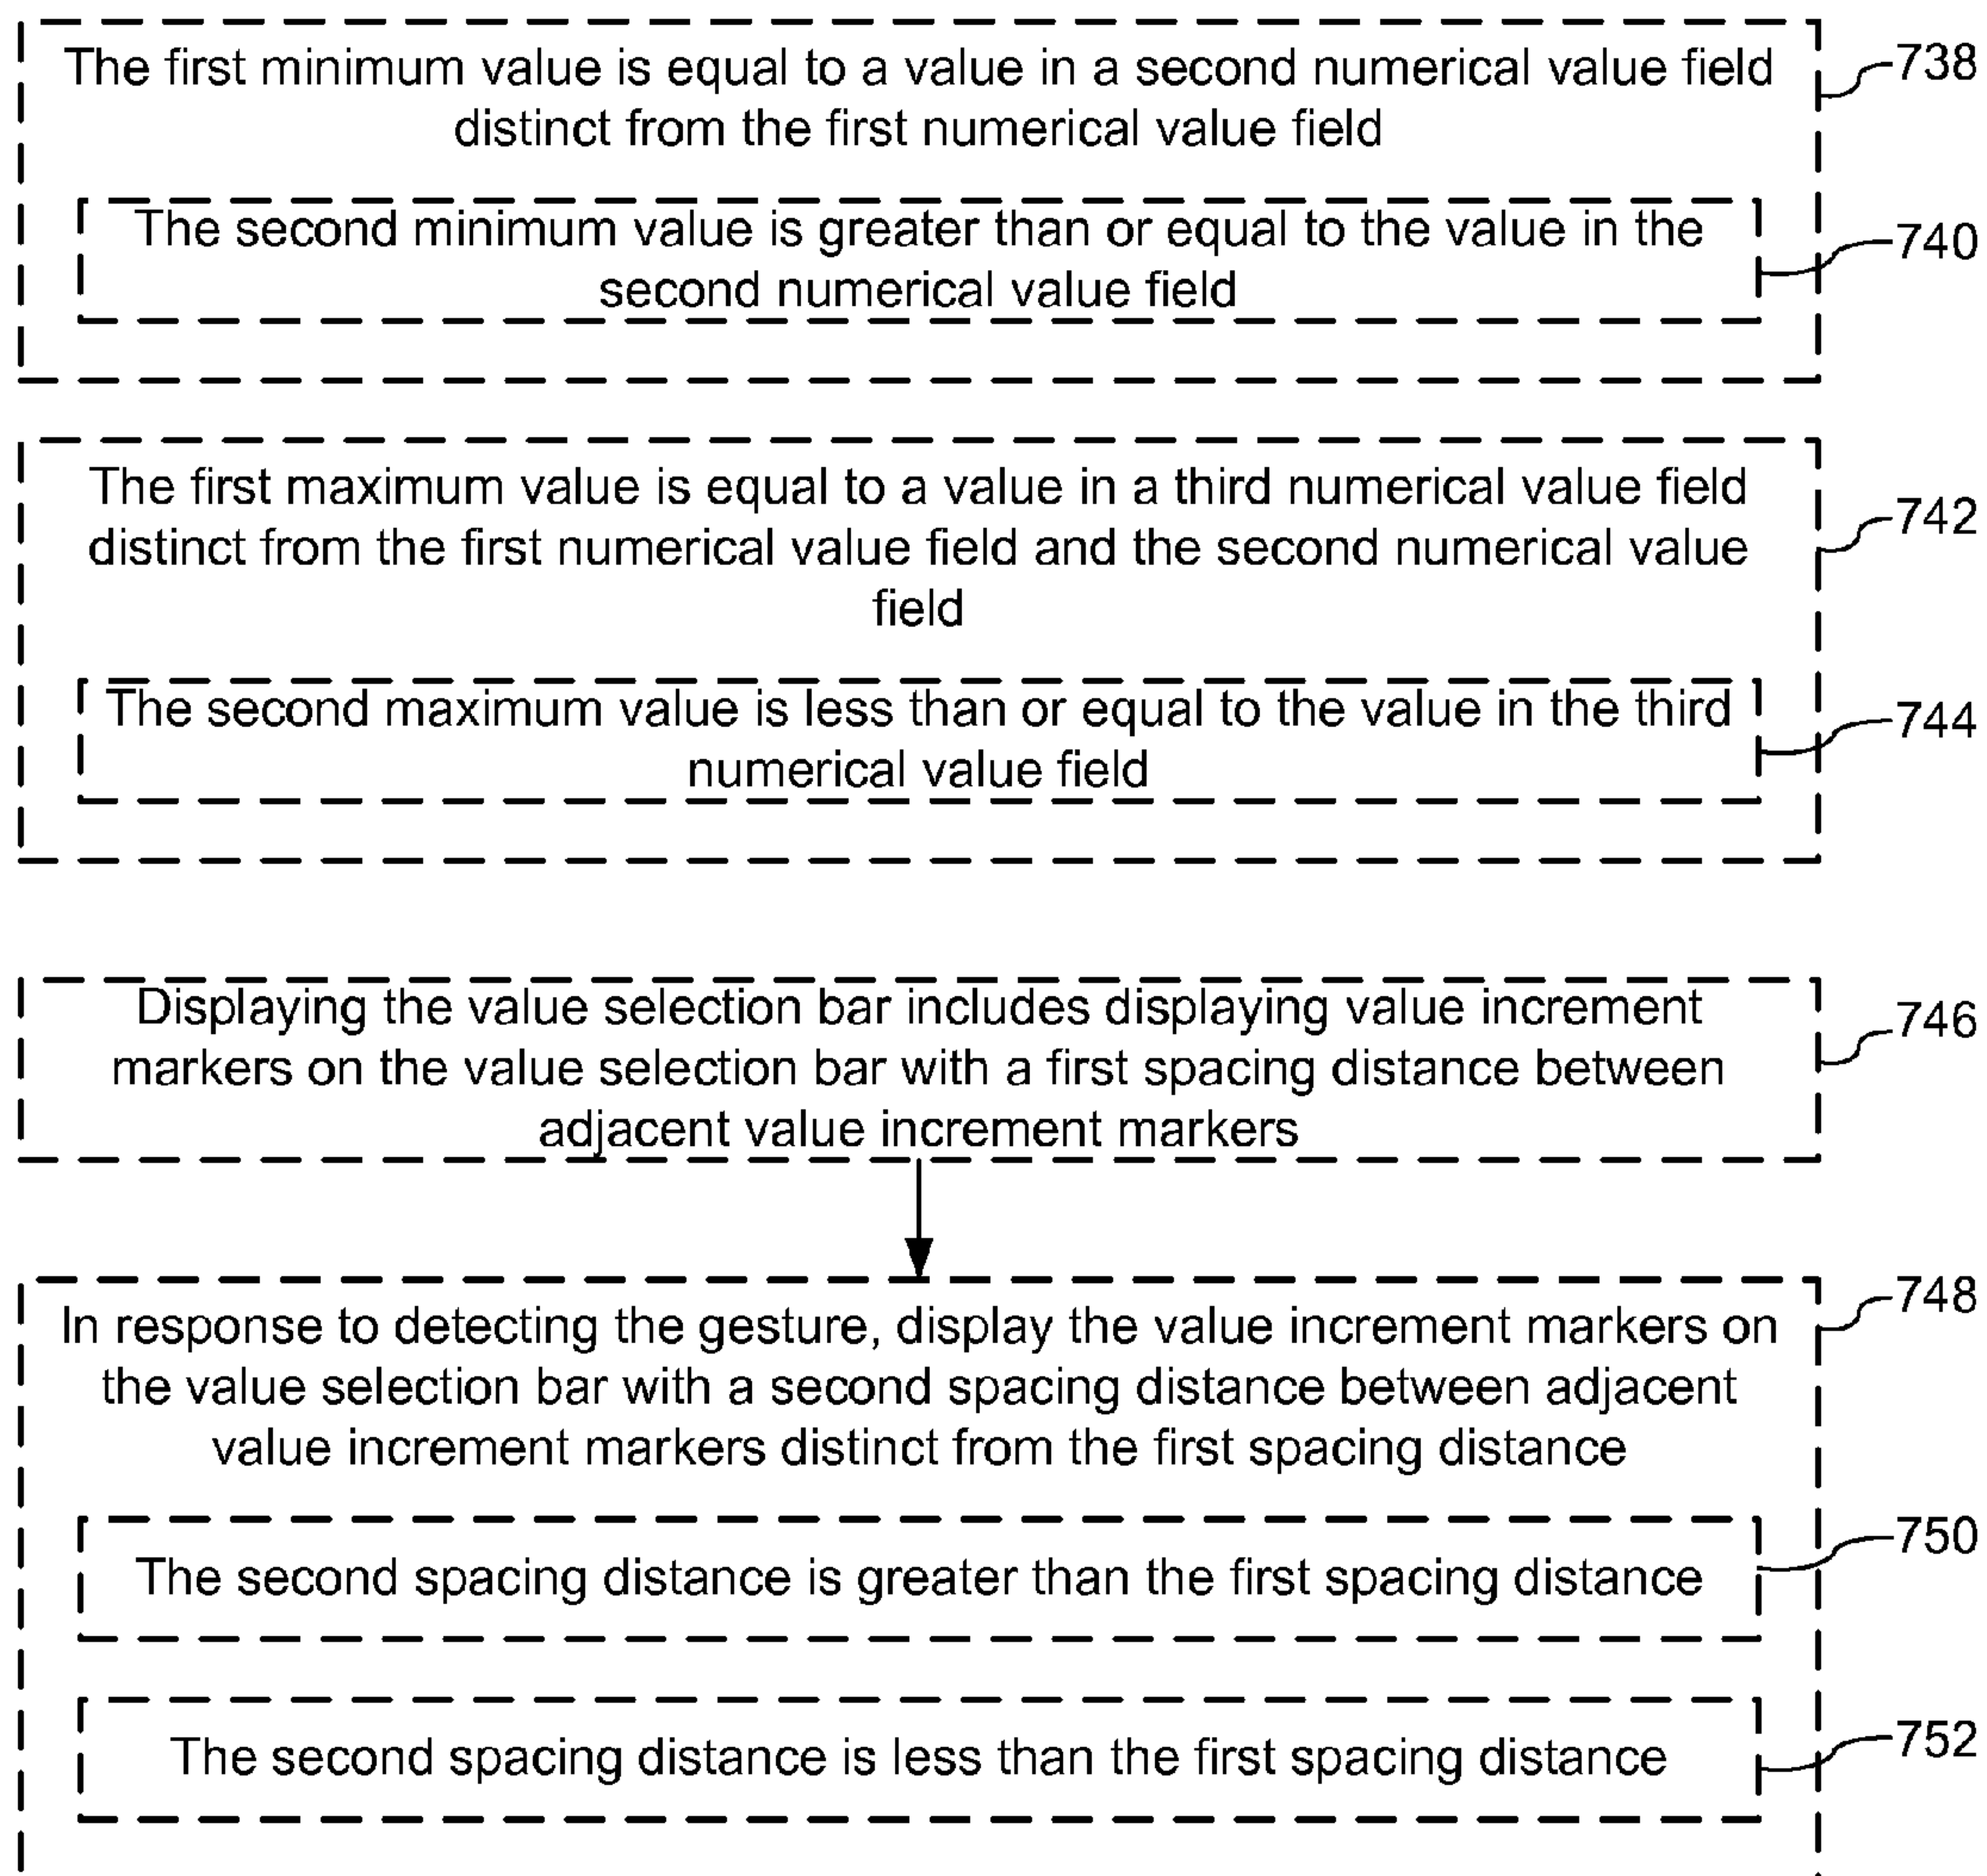 The first minimum value is equal to a value in a second numerical value field
distinct from the first numerical value field
738
The second minimum value is greater than or equal to the value in the
second numerical value field
740
The first maximum value is equal to a value in a third numerical value field
distinct from the first numerical value field and the second numerical value
field
742
The second maximum value is less than or equal to the value in the third
numerical value field
744
Displaying the value selection bar includes displaying value increment
markers on the value selection bar with a first spacing distance between
adjacent value increment markers
746
In response to detecting the gesture, display the value increment markers on
the value selection bar with a second spacing distance between adjacent
value increment markers distinct from the first spacing distance
748
The second spacing distance is greater than the first spacing distance
750
The second spacing distance is less than the first spacing distance
752